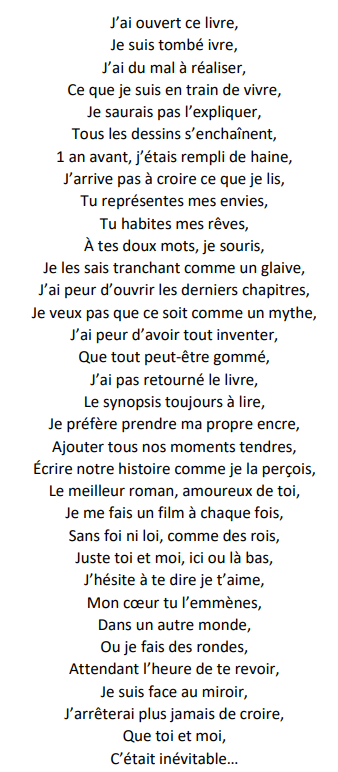 J’ai ouvert ce livre,
Je suis tombé ivre,
J’ai du mal à réaliser,
Ce que je suis en train de vivre,
Je saurais pas l’expliquer,
Tous les dessins s’enchaînent,
1 an avant, j’étais rempli de haine,
J’arrive pas à croire ce que je lis,
Tu représentes mes envies,
Tu habites mes rêves,
À tes doux mots, je souris,
Je les sais tranchant comme un glaive,
J’ai peur d’ouvrir les derniers chapitres,
Je veux pas que ce soit comme un mythe,
J’ai peur d’avoir tout inventer,
Que tout peut-être gommé,
J’ai pas retourné le livre,
Le synopsis toujours à lire,
Je préfère prendre ma propre encre,
Ajouter tous nos moments tendres,
Écrire notre histoire comme je la perçois,
Le meilleur roman, amoureux de toi,
Je me fais un film à chaque fois,
Sans foi ni loi, comme des rois,
Juste toi et moi, ici ou là bas,
J’hésite à te dire je t’aime,
Mon cœur tu l’emmènes,
Dans un autre monde,
Ou je fais des rondes,
Attendant l’heure de te revoir,
Je suis face au miroir,
J’arrêterai plus jamais de croire,
Que toi et moi,
C’était inévitable…